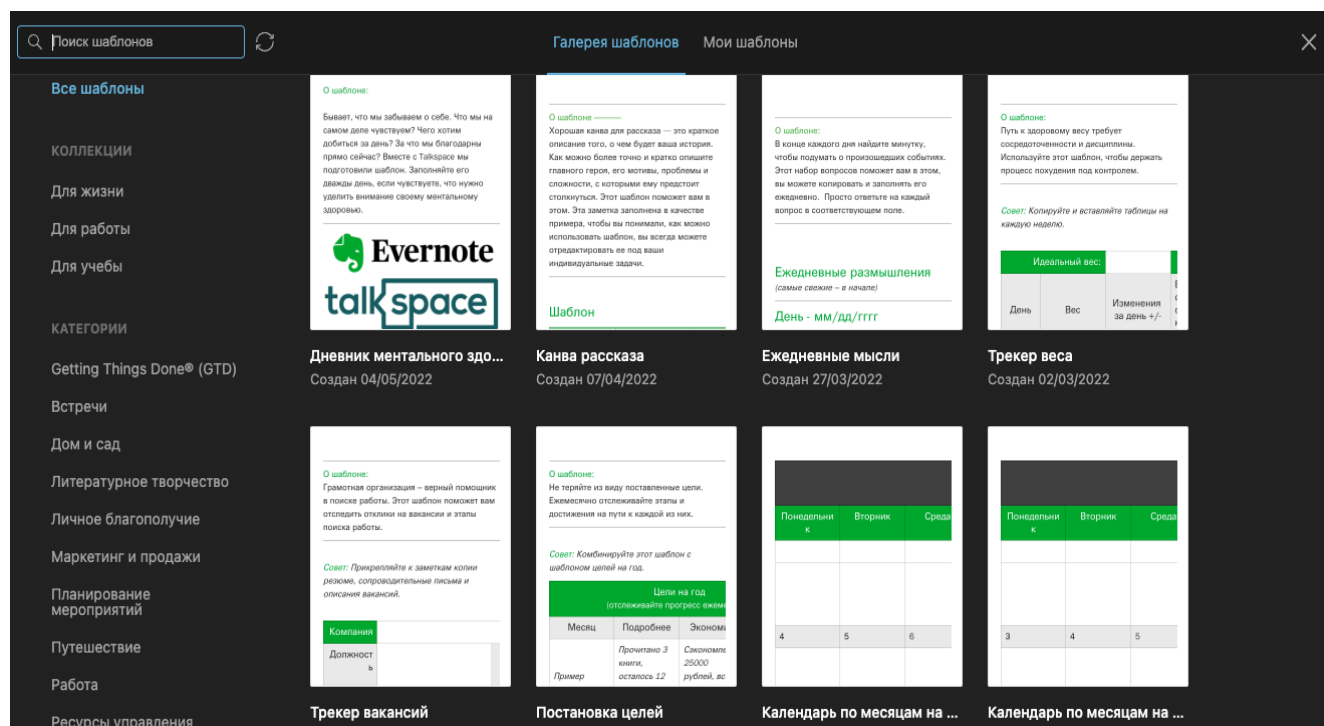 Поиск шаблонов
Галерея шаблонов
Мои шаблоны
Все шаблоны
КОЛЛЕКЦИИ
Для жизни
Для работы
Для учебы
КАТЕГОРИИ
Getting Things Done® (GTD)
Встречи
Дом и сад
Литературное творчество
Личное благополучие
Маркетинг и продажи
Планирование
мероприятий
Путешествие
Работа
Ресурсы управления
О шаблоне:
Бывает, что мы забываем о себе. Что мы на
самом деле чувствуем? Чего хотим
добиться за день? За что мы благодарны
прямо сейчас? Вместе с Talkspace мы
подготовили шаблон. Заполняйте его
дважды день, если чувствуете, что нужно
уделить внимание своему ментальному
здоровью.
Evernote
talkspace
Дневник ментального здо...
Создан 04/05/2022
О шаблоне ———
Хорошая канва для рассказа — это краткое
описание того, о чем будет ваша история.
Как можно более точно и кратко опишите
главного героя, его мотивы, проблемы и
сложности, с которыми ему предстоит
столкнуться. Этот шаблон поможет вам в
этом. Эта заметка заполнена в качестве
примера, чтобы вы понимали, как можно
использовать шаблон, вы всегда можете
отредактировать ее под ваши
индивидуальные задачи.
Шаблон
Канва рассказа
Создан 07/04/2022
О шаблоне:
В конце каждого дня найдите минутку,
чтобы подумать о произошедших событиях.
Этот набор вопросов поможет вам в этом,
вы можете копировать и заполнять его
ежедневно. Просто ответьте на каждый
вопрос в соответствующем поле.
Ежедневные размышления
(самые свежие – в начале)
День - мм/дд/гггг
Ежедневные мысли
Создан 27/03/2022
О шаблоне:
Путь к здоровому весу требует
сосредоточенности и дисциплины.
Используйте этот шаблон, чтобы держать
процесс похудения под контролем.
Совет: Копируйте и вставляйте таблицы на
каждую неделю.
Идеальный вес:
День
Вес
Изменения
за день +/-
Трекер веса
Создан 02/03/2022
О шаблоне:
Грамотная организация – верный помощник
в поиске работы. Этот шаблон поможет вам
отследить отклики на вакансии и этапы
поиска работы.
Совет: Прикрепляйте к заметкам копии
резюме, сопроводительные письма и
описания вакансий.
Компания
Должност
ь
Трекер вакансий
О шаблоне:
Не теряйте из виду поставленные цели.
Ежемесячно отслеживайте этапы и
достижения на пути к каждой из них.
Совет: Комбинируйте этот шаблон с
шаблоном целей на год.
Цели на год
(отслеживайте прогресс ежем
Месяц
Подробнее
Эконом
Пример
Прочитано 3
книги,
осталось 12
Сэкономле
25000
рублей, вс
Постановка целей
Понедельни
к
Вторник
Среда
4
5
6
Календарь по месяцам на ...
Понедельни
к
Вторник
Среда
3
4
5
Календарь по месяцам на ...